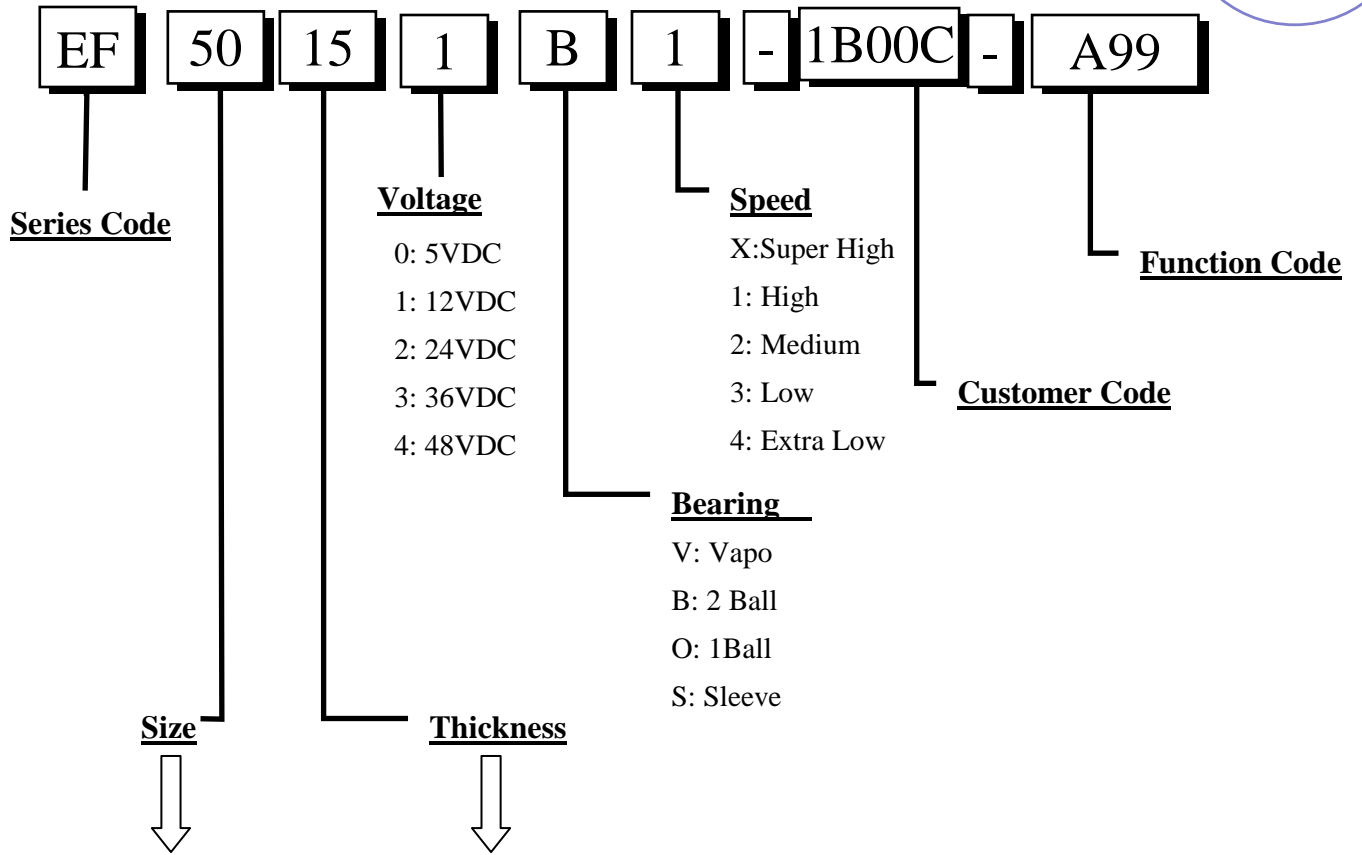 EF 50 15 1 B 1 - 1B00C - A99
Series Code
Voltage
0: 5VDC
1: 12VDC
2: 24VDC
3: 36VDC
4: 48VDC
Speed
X:Super High
1: High
2: Medium
3: Low
4: Extra Low
Function Code
Customer Code
Bearing
V: Vapo
B: 2 Ball
O: 1Ball
S: Sleeve
Size
Thickness